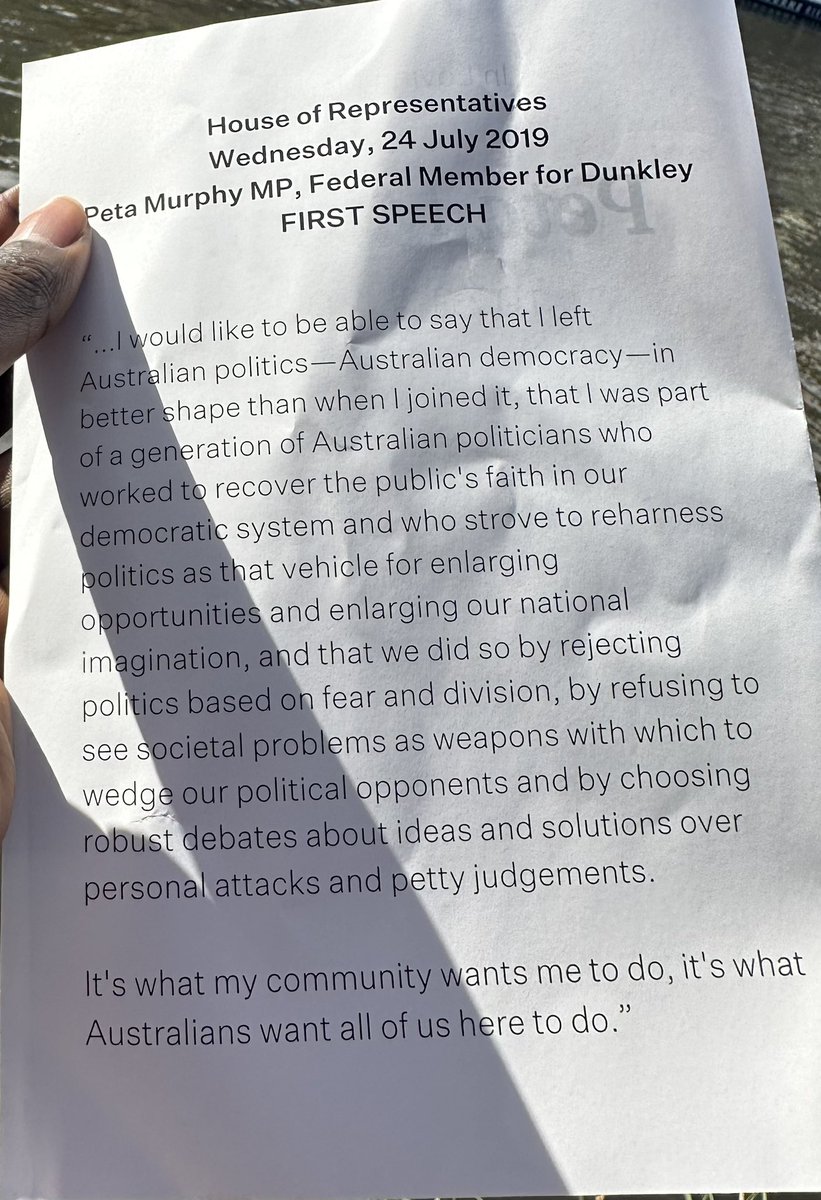 House of Representatives
Wednesday, 24 July 2019
Peta Murphy MP, Federal Member for Dunkley
FIRST SPEECH
“...I would like to be able to say that I left
Australian politics—Australian democracy—in
better shape than when I joined it, that I was part
of a generation of Australian politicians who
worked to recover the public's faith in our
democratic system and who strove to reharness
politics as that vehicle for enlarging
opportunities and enlarging our national
imagination, and that we did so by rejecting
politics based on fear and division, by refusing to
see societal problems as weapons with which to
wedge our political opponents and by choosing
robust debates about ideas and solutions over
personal attacks and petty judgements.
It's what my community wants me to do, it's what
Australians want all of us here to do.”